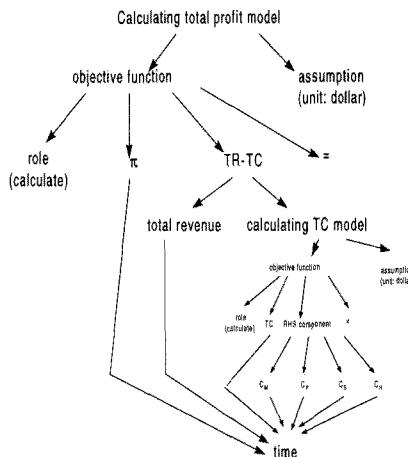 Calculating total profit model
objective function
assumption
(unit: dollar)
role
(calculate)
π
TR-TC
=
total revenue
calculating TC model
objective function
assumption
(unit: dollar
role
(calculate)
TC
RHS component
=
C_M
C_P
C_S
C_H
time